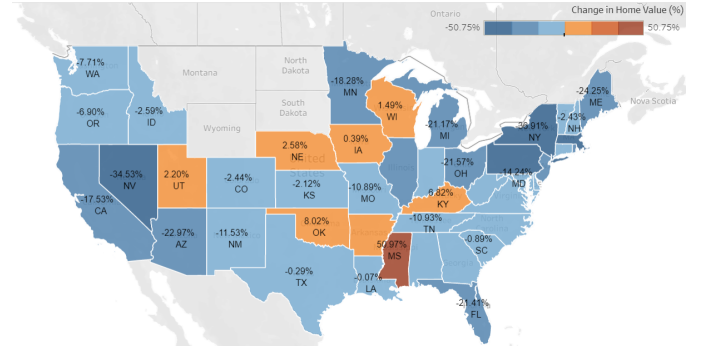 Ontario
Change in Home Value (%)
-50.75%
50.75%
-7.71%
WA
Montana
North
Dakota
-18.28%
MN
-24.25%
ME
Nova Scotia
-6.90%
OR
-2.59%
ID
South
Dakota
1.49%
WI
-21.17%
MI
-2.43%
NH
NY
Wyoming
2.58%
NE
0.39%
IA
-34.53%
NV
2.20%
UT
-2.44%
CO
United
States
-2.12%
KS
-10.89%
MO
-21.57%
OH
-14.24%
MD
-17.53%
CA
6.82%
KY
-22.97%
AZ
-11.53%
NM
8.02%
OK
-10.93%
TN
50.97%
MS
-0.89%
SC
-0.29%
TX
-0.07%
LA
-21.41%
FL